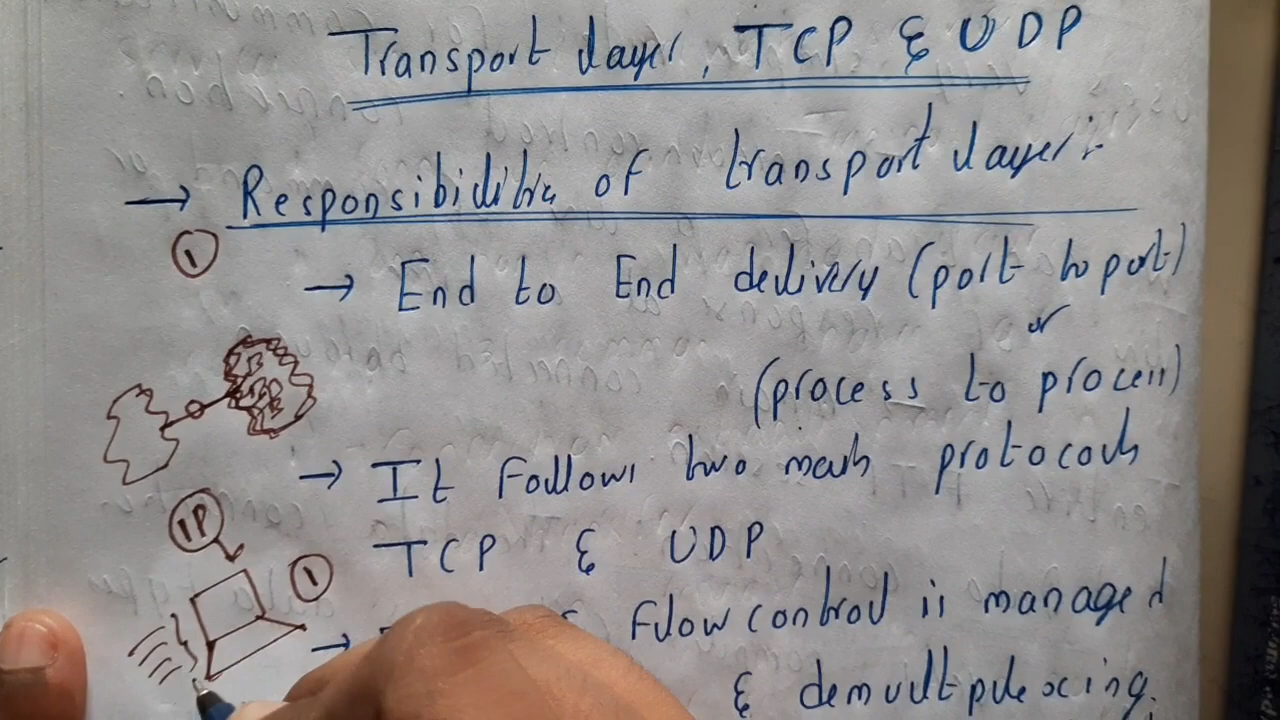 Transport layer, TCP & UDP
→ Responsibilities of transport layer:-
①
→ End to End delivery (port to port)
or
(process to process)
→ It follows two main protocols
IP
TCP & UDP
①
→ Flow control is managed
& demultiplexing.